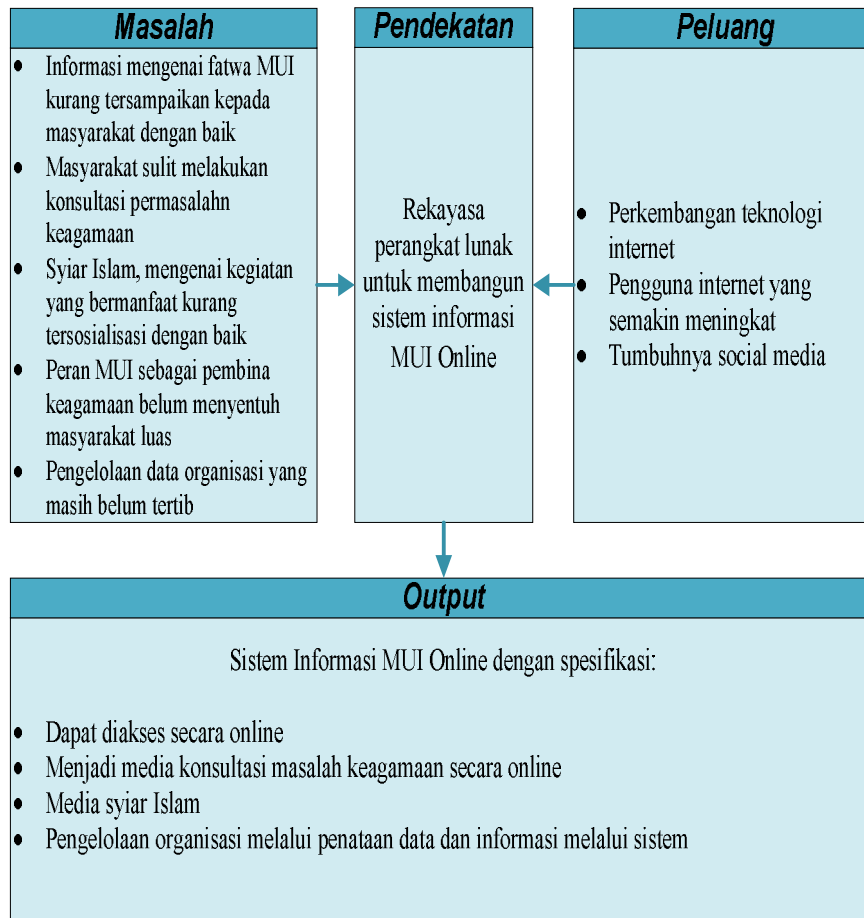 Masalah
• Informasi mengenai fatwa MUI
kurang tersampaikan kepada
masyarakat dengan baik
• Masyarakat sulit melakukan
konsultasi permasalahn
keagamaan
• Syiar Islam, mengenai kegiatan
yang bermanfaat kurang
tersosialisasi dengan baik
• Peran MUI sebagai pembina
keagamaan belum menyentuh
masyarakat luas
• Pengelolaan data organisasi yang
masih belum tertib
Pendekatan
Rekayasa
perangkat lunak
untuk membangun
sistem informasi
MUI Online
Peluang
• Perkembangan teknologi
internet
• Pengguna internet yang
semakin meningkat
• Tumbuhnya social media
Output
Sistem Informasi MUI Online dengan spesifikasi:
• Dapat diakses secara online
• Menjadi media konsultasi masalah keagamaan secara online
• Media syiar Islam
• Pengelolaan organisasi melalui penataan data dan informasi melalui sistem